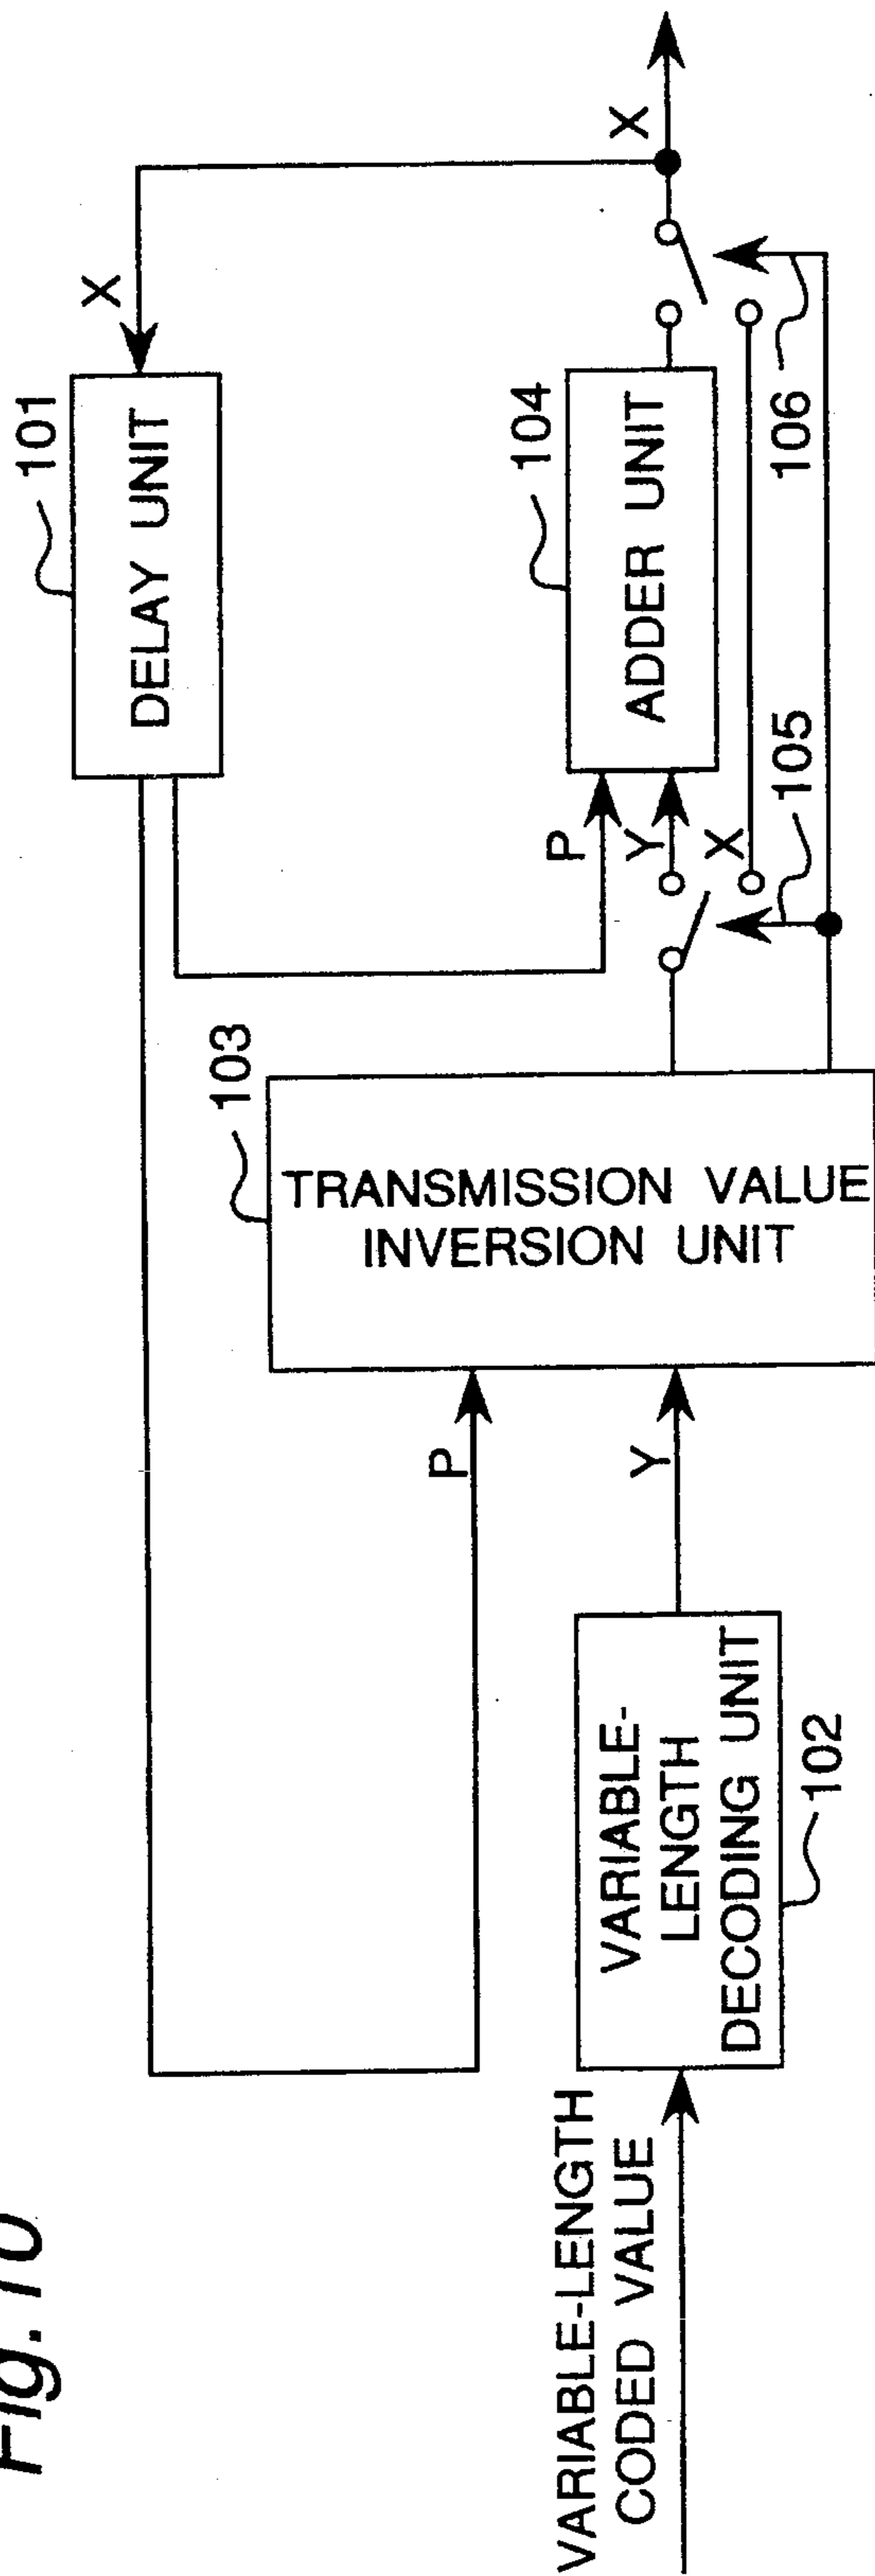 Fig. 10
X
101
DELAY UNIT
X
104
ADDER UNIT
P
Y
X
105
106
103
TRANSMISSION VALUE
INVERSION UNIT
P
Y
VARIABLE-
LENGTH
DECODING UNIT
102
VARIABLE-LENGTH
CODED VALUE